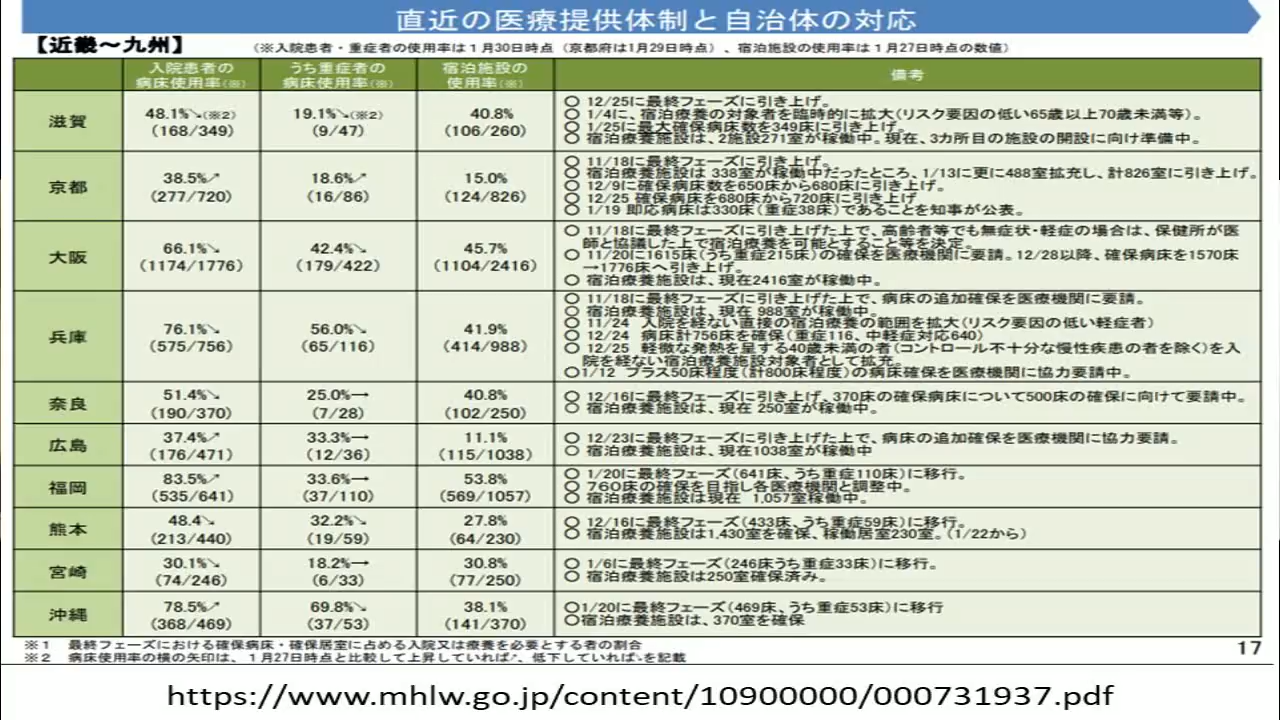 直近の医療提供体制と自治体の対応
【近畿～九州】 （※入院患者・重症者の使用率は１月30日時点（京都府は1月29日時点）、宿泊施設の使用率は１月27日時点の数値）
入院患者の病床使用率(※) うち重症者の病床使用率(※) 宿泊施設の使用率(※) 備考
滋賀 48.1%↘(※2) (168/349) 19.1%↘(※2) (9/47) 40.8% (106/260)
〇 12/25に最終フェーズに引き上げ。
〇 1/4に、宿泊療養の対象者を臨時的に拡大(リスク要因の低い65歳以上70歳未満等)。
〇 1/25に最大確保病床数を349床に引き上げ。
〇 宿泊療養施設は、2施設271室が稼働中。現在、3カ所目の施設の開設に向け準備中。
京都 38.5%↗ (277/720) 18.6%↗ (16/86) 15.0% (124/826)
〇 11/18に最終フェーズに引き上げ。
〇 宿泊療養施設は 338室が稼働中だったところ、1/13に更に488室拡充し、計826室に引き上げ。
〇 12/9に確保病床数を650床から680床に引き上げ。
〇 12/25 確保病床を680床から720床に引き上げ
〇 1/19 即応病床は330床(重症38床)であることを知事が公表。
大阪 66.1%↘ (1174/1776) 42.4%↘ (179/422) 45.7% (1104/2416)
〇 11/18に最終フェーズに引き上げた上で、高齢者等でも無症状・軽症の場合は、保健所が医
師と協議した上で宿泊療養を可能とすること等を決定。
〇 11/20に1615床(うち重症215床)の確保を医療機関に要請。12/28以降、確保病床を1570床
→1776床へ引き上げ。
〇 宿泊療養施設は、現在2416室が稼働中。
兵庫 76.1%↘ (575/756) 56.0%↘ (65/116) 41.9% (414/988)
〇 11/18に最終フェーズに引き上げた上で、病床の追加確保を医療機関に要請。
〇 宿泊療養施設は、現在 988室が稼働中。
〇 11/24 入院を経ない直接の宿泊療養の範囲を拡大(リスク要因の低い軽症者)
〇 12/24 病床計756床を確保(重症116、中軽症対応640)
〇 12/25 軽微な発熱を呈する40歳未満の者(コントロール不十分な慢性疾患の者を除く)を入
院を経ない宿泊療養施設対象者として拡充。
〇1/12 プラス50床程度(計800床程度)の病床確保を医療機関に協力要請中。
奈良 51.4%↘ (190/370) 25.0%→ (7/28) 40.8% (102/250)
〇 12/16に最終フェーズに引上げ、370床の確保病床について500床の確保に向けて要請中。
〇 宿泊療養施設は、現在 250室が稼働中。
広島 37.4%↗ (176/471) 33.3%→ (12/36) 11.1% (115/1038)
〇 12/23に最終フェーズに引き上げた上で、病床の追加確保を医療機関に協力要請。
〇 宿泊療養施設は、現在1038室が稼働中
福岡 83.5%↗ (535/641) 33.6%→ (37/110) 53.8% (569/1057)
〇 1/20に最終フェーズ(641床、うち重症110床)に移行。
〇 760床の確保を目指し各医療機関と調整中。
〇 宿泊療養施設は現在 1,057室稼働中。
熊本 48.4↘ (213/440) 32.2%↘ (19/59) 27.8% (64/230)
〇 12/16に最終フェーズ(433床、うち重症59床)に移行。
〇 宿泊療養施設は1,430室を確保、稼働居室230室。(1/22から)
宮崎 30.1%↘ (74/246) 18.2%→ (6/33) 30.8% (77/250)
〇 1/6に最終フェーズ(246床うち重症33床)に移行。
〇 宿泊療養施設は250室確保済み。
沖縄 78.5%↗ (368/469) 69.8%↘ (37/53) 38.1% (141/370)
〇1/20に最終フェーズ(469床、うち重症53床)に移行
〇宿泊療養施設は、370室を確保
※１ 最終フェーズにおける確保病床・確保居室に占める入院又は療養を必要とする者の割合
※２ 病床使用率の横の矢印は、１月27日時点と比較して上昇していれば↗、低下していれば↘を記載
17
https://www.mhlw.go.jp/content/10900000/000731937.pdf